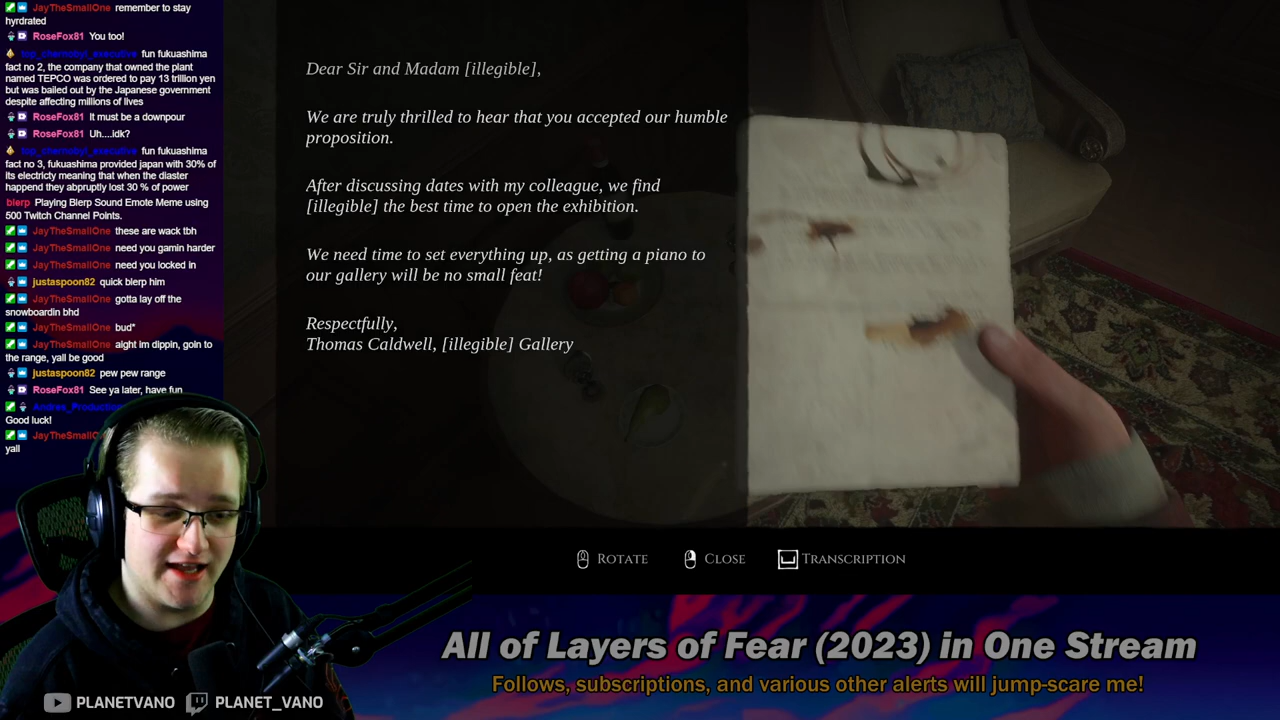 JayTheSmallOne remember to stay
hyrdrated
RoseFox81 You too!
fun fukuashima
fact no 2, the company that owned the plant
named TEPCO was ordered to pay 13 trillion yen
but was bailed out by the Japanese government
despite affecting millions of lives
RoseFox81 It must be a downpour
RoseFox81 Uh....idk?
fun fukuashima
fact no 3, fukuashima provided japan with 30% of
its electricty meaning that when the diaster
happend they abpruptly lost 30 % of power
blerp Playing Blerp Sound Emote Meme using
500 Twitch Channel Points.
JayTheSmallOne these are wack tbh
JayTheSmallOne need you gamin harder
JayTheSmallOne need you locked in
justaspoon82 quick blerp him
JayTheSmallOne gotta lay off the
snowboardin bhd
JayTheSmallOne bud*
JayTheSmallOne aight im dippin, goin to
the range, yall be good
justaspoon82 pew pew range
RoseFox81 See ya later, have fun
Good luck!
yall
Dear Sir and Madam [illegible],
We are truly thrilled to hear that you accepted our humble
proposition.
After discussing dates with my colleague, we find
[illegible] the best time to open the exhibition.
We need time to set everything up, as getting a piano to
our gallery will be no small feat!
Respectfully,
Thomas Caldwell, [illegible] Gallery
ROTATE CLOSE TRANSCRIPTION
All of Layers of Fear (2023) in One Stream
Follows, subscriptions, and various other alerts will jump-scare me!
PLANETVANO PLANET_VANO